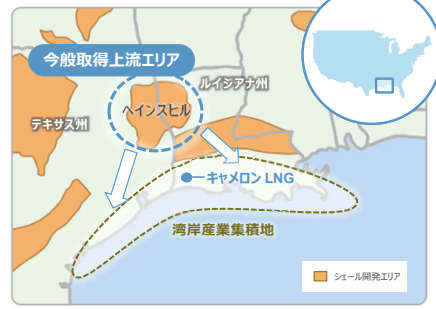 今般取得上流エリア
ルイジアナ州
ヘインズビル
テキサス州
キャメロン LNG
湾岸産業集積地
シェール開発エリア